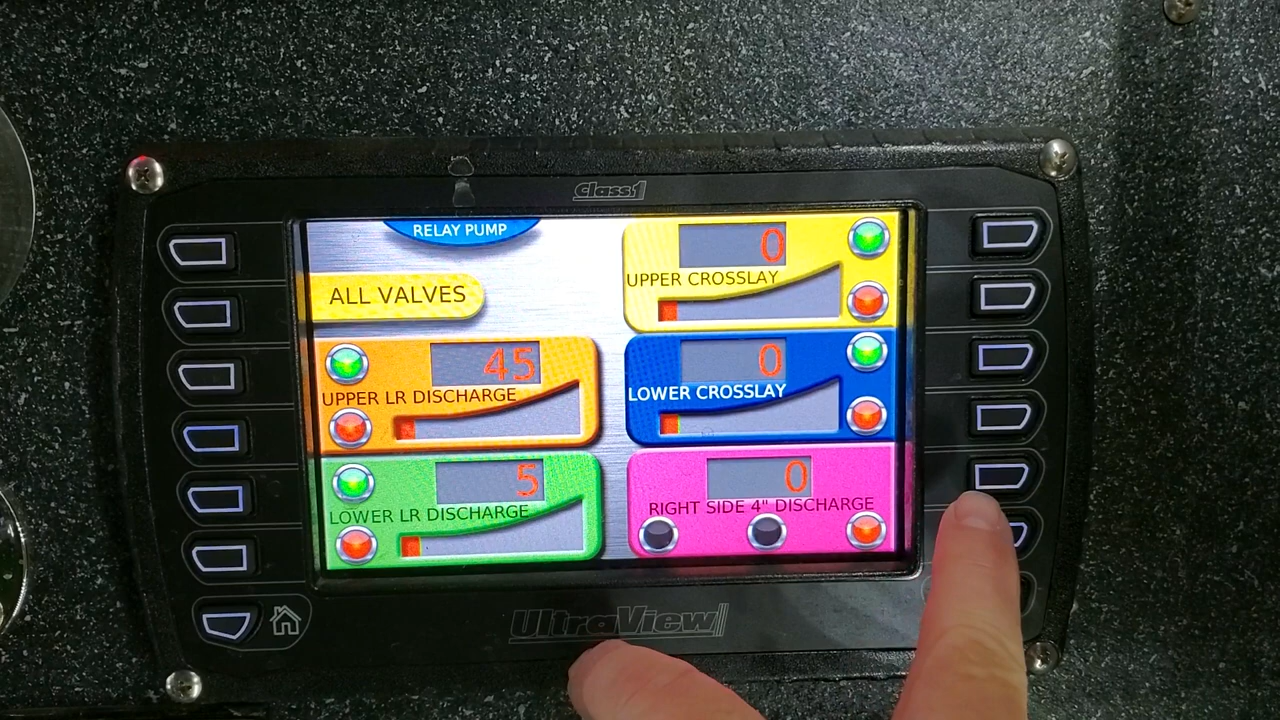 Class1
RELAY PUMP
ALL VALVES
45
UPPER LR DISCHARGE
5
LOWER LR DISCHARGE
0
UPPER CROSSLAY
0
LOWER CROSSLAY
0
RIGHT SIDE 4" DISCHARGE
UltraView